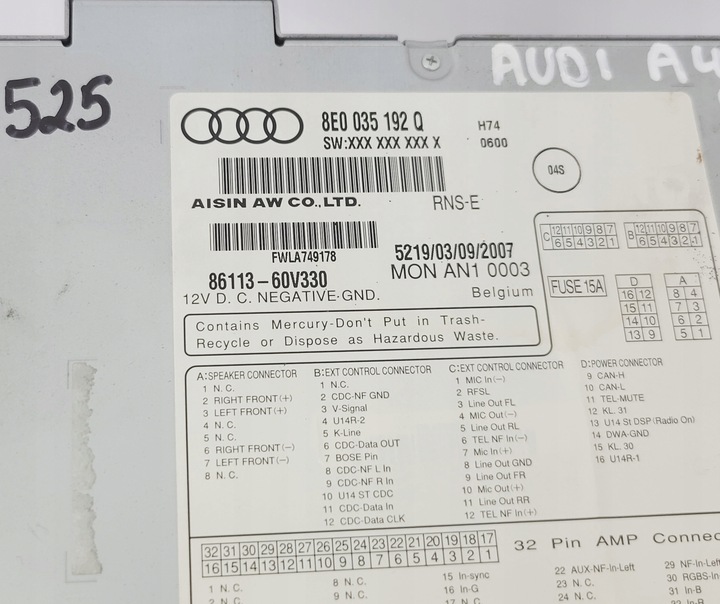 525
AUDI A4
8E0 035 192 Q
H74
SW:XXX XXX XXX X
0600
04S
AISIN AW CO.,LTD.
RNS-E
FWLA749178
5219/03/09/2007
86113-60V330
MON AN1 0003
12V D. C. NEGATIVE GND.
Belgium
C 12 11 10 9 8 7
6 5 4 3 2 1
B 12 11 10 9 8 7
6 5 4 3 2 1
FUSE 15A
D
16 12
15 11
14 10
13 9
A
8 4
7 3
6 2
5 1
Contains Mercury-Don't Put in Trash-
Recycle or Dispose as Hazardous Waste.
A:SPEAKER CONNECTOR
1 N. C.
2 RIGHT FRONT(+)
3 LEFT FRONT(+)
4 N. C.
5 N. C.
6 RIGHT FRONT(-)
7 LEFT FRONT(-)
8 N. C.
B:EXT CONTROL CONNECTOR
1 N.C.
2 CDC-NF GND
3 V-Signal
4 U14R-2
5 K-Line
6 CDC-Data OUT
7 BOSE Pin
8 CDC-NF L In
9 CDC-NF R In
10 U14 ST CDC
11 CDC-Data In
12 CDC-Data CLK
C:EXT CONTROL CONNECTOR
1 MIC In(-)
2 RFSL
3 Line Out FL
4 MIC Out(-)
5 Line Out RL
6 TEL NF In(-)
7 Mic In(+)
8 Line Out GND
9 Line Out FR
10 Mic Out(+)
11 Line Out RR
12 TEL NF In(+)
D:POWER CONNECTOR
9 CAN-H
10 CAN-L
11 TEL-MUTE
12 KL. 31
13 U14 St DSP (Radio On)
14 DWA-GND
15 KL. 30
16 U14R-1
32 31 30 29 28 27 26 25 24 23 22 21 20 19 18 17
16 15 14 13 12 11 10 9 8 7 6 5 4 3 2 1
32 Pin AMP Connec
1 N. C.
2 N. C.
8 N. C.
9 N. C.
15 In-sync
16 In-G
17 N. C.
22 AUX-NF-In-Left
23 N. C.
24 N. C.
29 NF-In-Left
30 RGBS-In
31 In-B
32 In-R